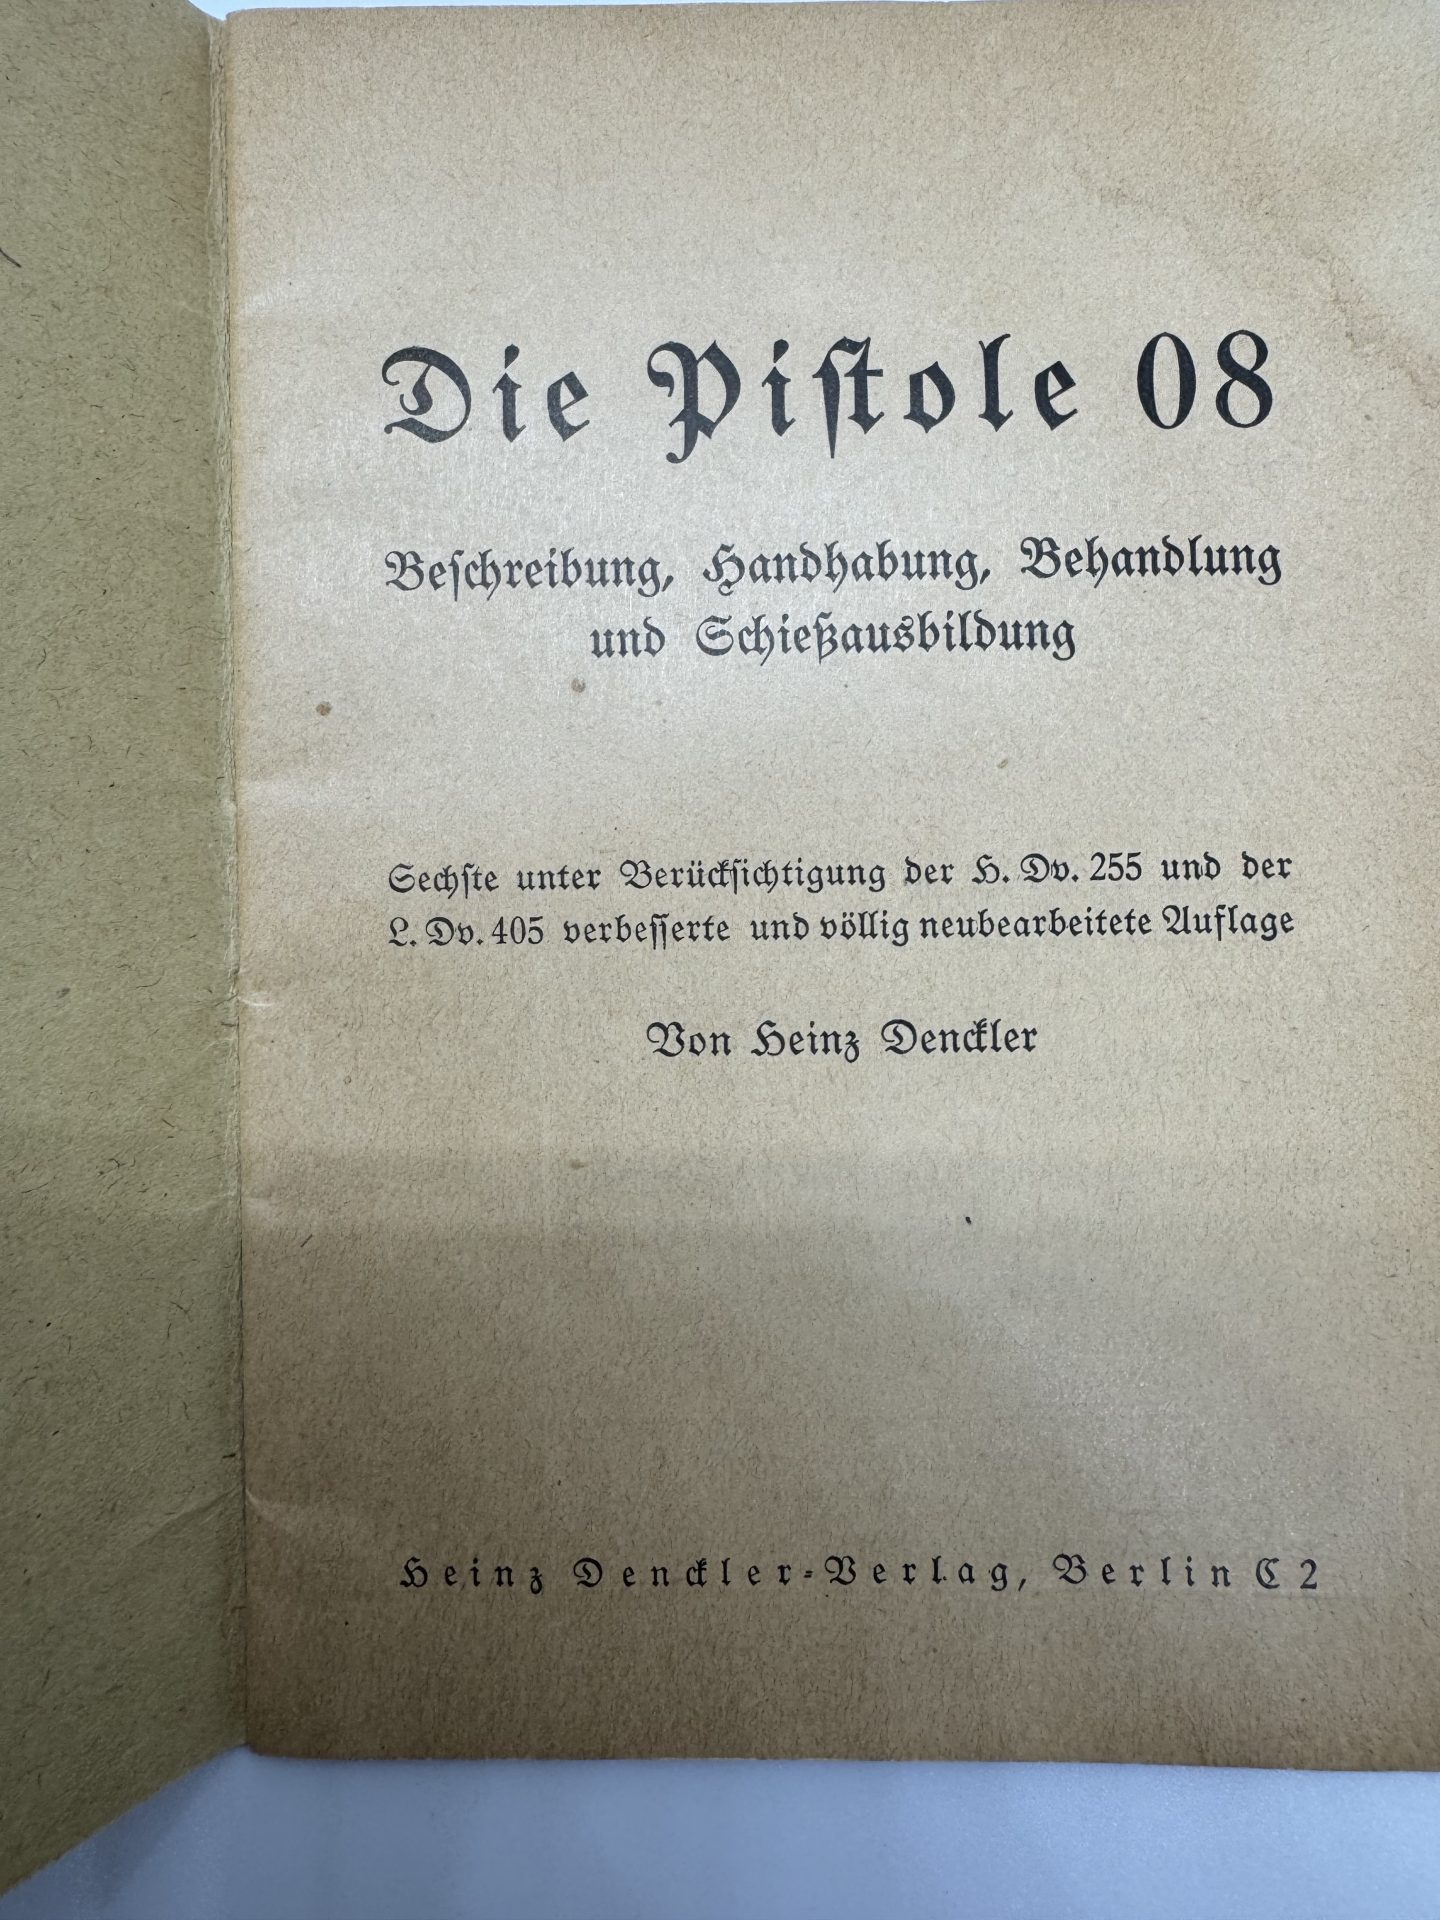 Die Pistole 08
Beschreibung, Handhabung, Behandlung
und Schießausbildung
Sechste unter Berücksichtigung der H. Dv. 255 und der
L. Dv. 405 verbesserte und völlig neubearbeitete Auflage
Von Heinz Denckler
Heinz Denckler-Verlag, Berlin C 2